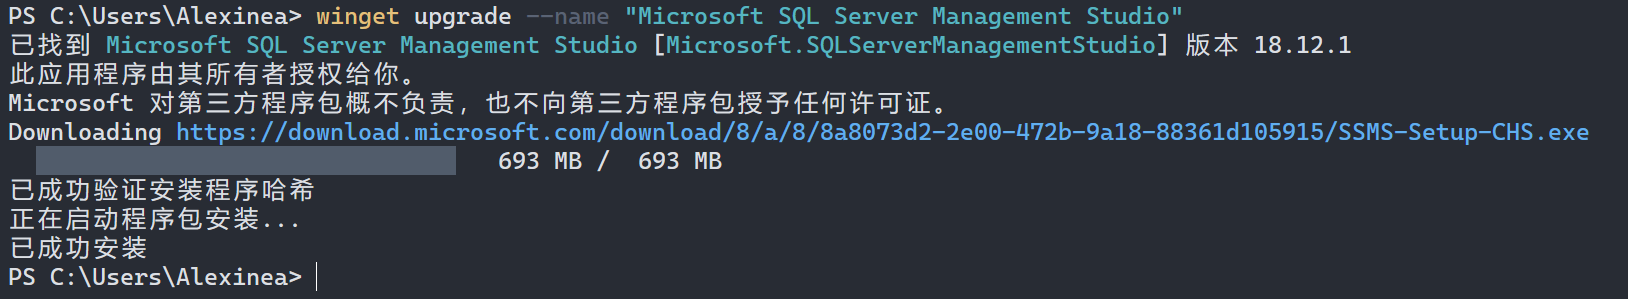 PS C:\Users\Alexinea> winget upgrade --name "Microsoft SQL Server Management Studio"
已找到 Microsoft SQL Server Management Studio [Microsoft.SQLServerManagementStudio] 版本 18.12.1
此应用程序由其所有者授权给你。
Microsoft 对第三方程序包概不负责，也不向第三方程序包授予任何许可证。
Downloading https://download.microsoft.com/download/8/a/8/8a8073d2-2e00-472b-9a18-88361d105915/SSMS-Setup-CHS.exe
693 MB / 693 MB
已成功验证安装程序哈希
正在启动程序包安装...
已成功安装
PS C:\Users\Alexinea>